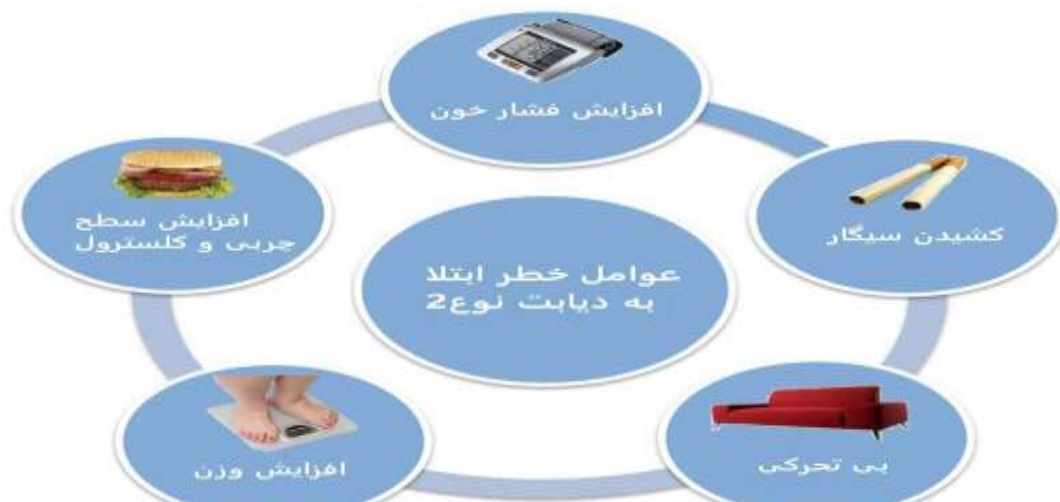 افزایش فشار خون
کشیدن سیگار
افزایش سطح
چربی و کلسترول
عوامل خطر ابتلا
به دیابت نوع2
بی تحرکی
افزایش وزن